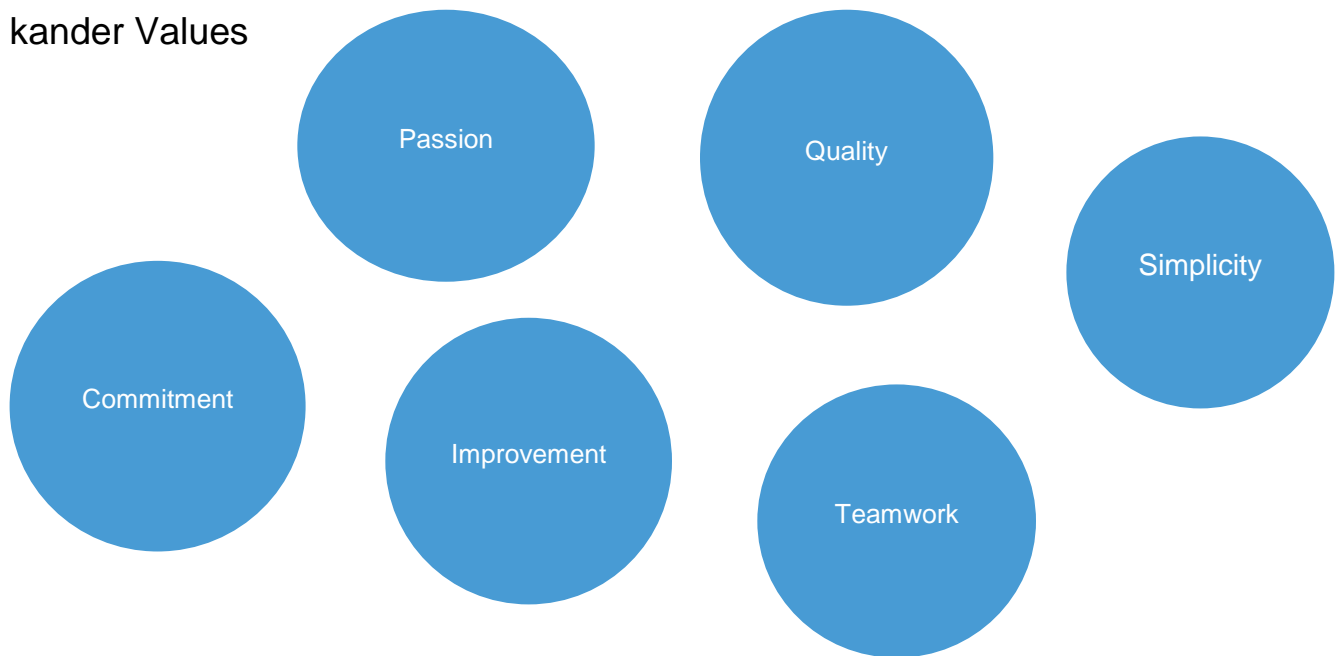 kander Values
Passion
Quality
Simplicity
Commitment
Improvement
Teamwork